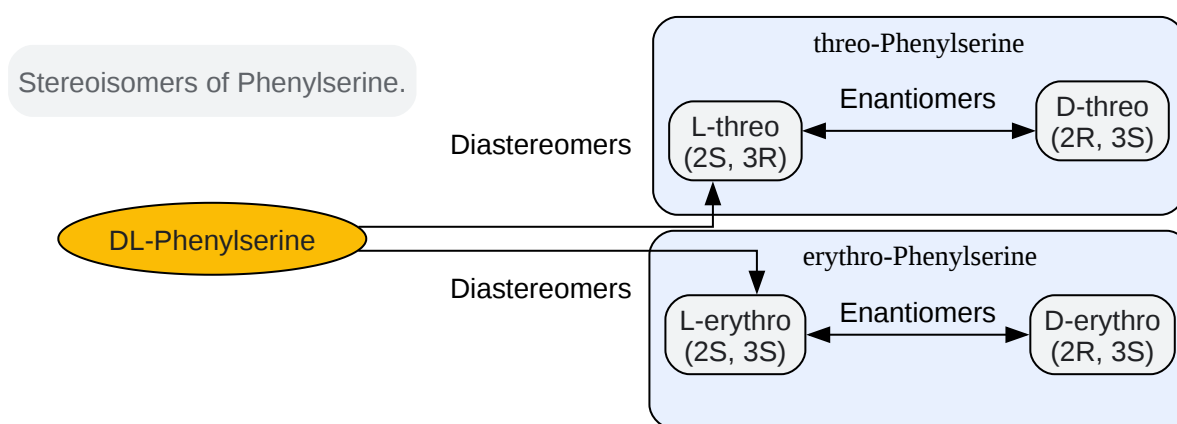 Stereoisomers of Phenylserine.
DL-Phenylserine
Diastereomers
threo-Phenylserine
L-threo
(2S, 3R)
Enantiomers
D-threo
(2R, 3S)
Diastereomers
erythro-Phenylserine
L-erythro
(2S, 3S)
Enantiomers
D-erythro
(2R, 3S)